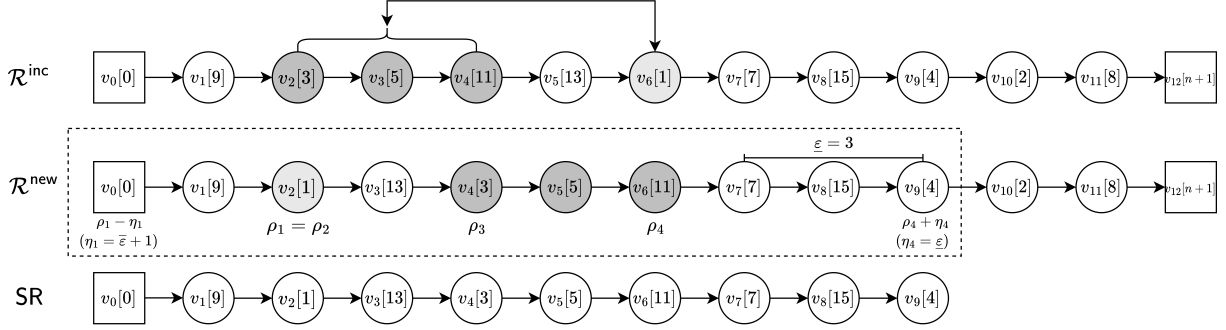 R^inc v₀[0] v₁[9] v₂[3] v₃[5] v₄[11] v₅[13] v₆[1] v₇[7] v₈[15] v₉[4] v₁₀[2] v₁₁[8] v₁₂[n+1]
ε̲ = 3
R^new v₀[0] v₁[9] v₂[1] v₃[13] v₄[3] v₅[5] v₆[11] v₇[7] v₈[15] v₉[4] v₁₀[2] v₁₁[8] v₁₂[n+1]
ρ₁ − η₁ ρ₁ = ρ₂ ρ₃ ρ₄ ρ₄ + η₄
(η₁ = ε̅ + 1) (η₄ = ε̲)
SR v₀[0] v₁[9] v₂[1] v₃[13] v₄[3] v₅[5] v₆[11] v₇[7] v₈[15] v₉[4]